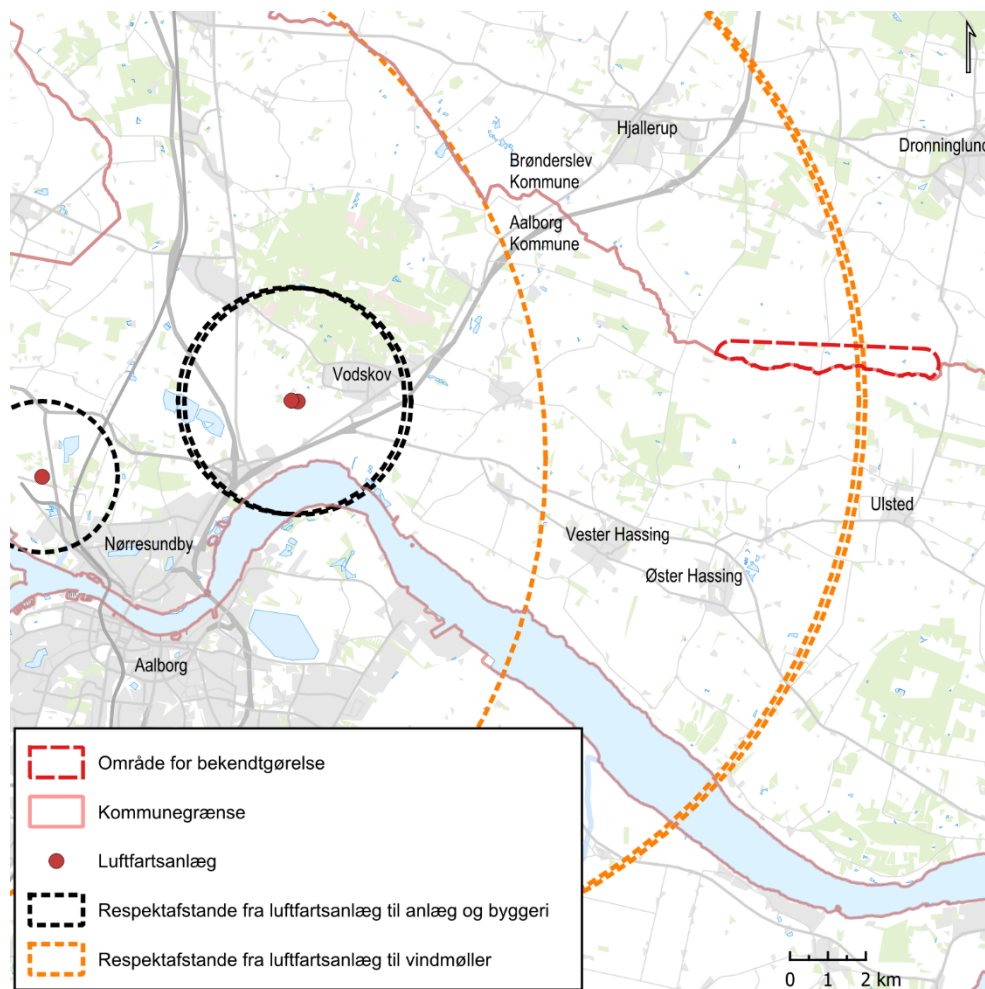 Hjallerup
Dronninglund
Brønderslev
Kommune
Aalborg
Kommune
Vodskov
Ulsted
Vester Hassing
Nørresundby
Øster Hassing
Aalborg
Område for bekendtgørelse
Kommunegrænse
Luftfartsanlæg
Respektafstande fra luftfartsanlæg til anlæg og byggeri
Respektafstande fra luftfartsanlæg til vindmøller
0 1 2 km